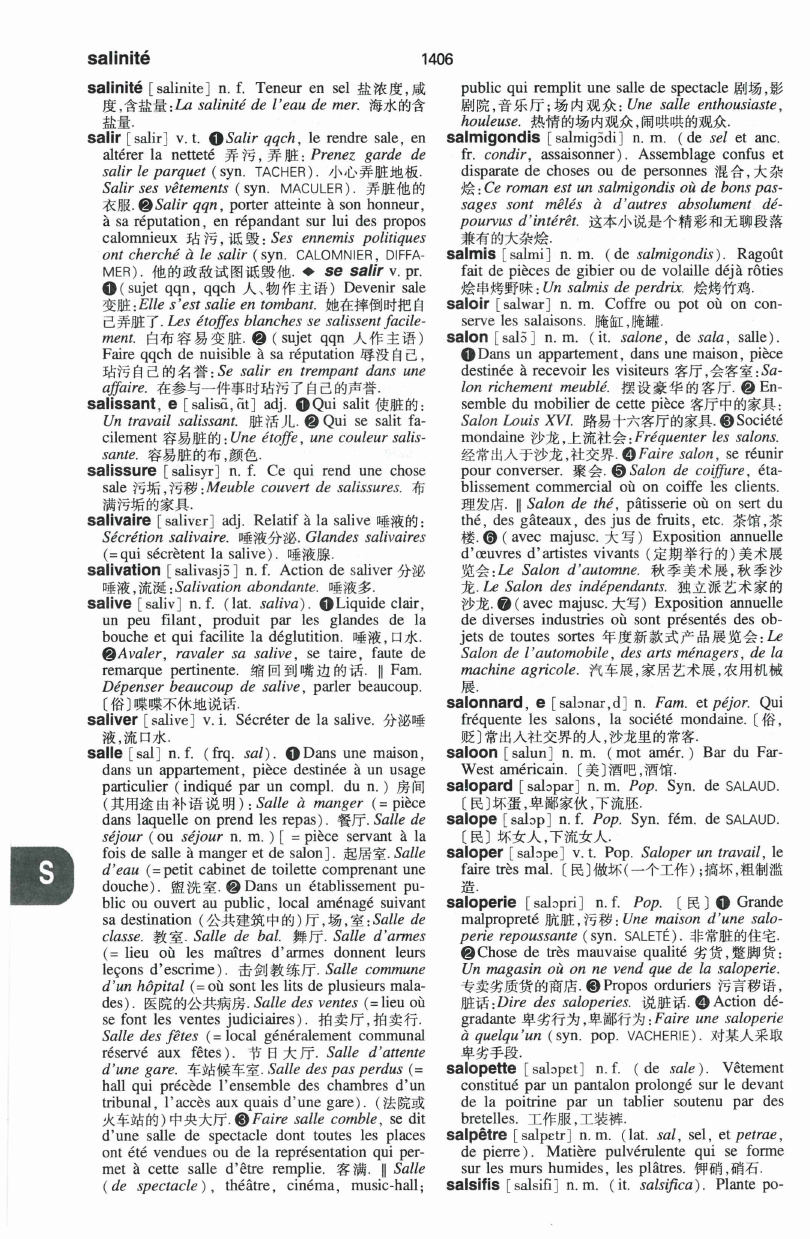 salinité
1406
salinité [salinite] n. f. Teneur en sel 盐浓度,咸
度,含盐量:La salinité de l'eau de mer. 海水的含
盐量.
salir [salir] v. t. ❶Salir qqch, le rendre sale, en
altérer la netteté 弄污,弄脏: Prenez garde de
salir le parquet (syn. TACHER). 小心弄脏地板.
Salir ses vêtements (syn. MACULER). 弄脏他的
衣服.❷Salir qqn, porter atteinte à son honneur,
à sa réputation, en répandant sur lui des propos
calomnieux 玷污,诋毁: Ses ennemis politiques
ont cherché à le salir (syn. CALOMNIER, DIFFA-
MER). 他的政敌试图诋毁他. ◆ se salir v. pr.
❶(sujet qqn, qqch 人、物作主语) Devenir sale
变脏:Elle s'est salie en tombant. 她在摔倒时把自
己弄脏了.Les étoffes blanches se salissent facile-
ment. 白布容易变脏. ❷ (sujet qqn 人作主语)
Faire qqch de nuisible à sa réputation 辱没自己,
玷污自己的名誉:Se salir en trempant dans une
affaire. 在参与一件事时玷污了自己的声誉.
salissant, e [salisɑ̃,ɑ̃t] adj. ❶Qui salit 使脏的:
Un travail salissant. 脏活儿.❷ Qui se salit fa-
cilement 容易脏的:Une étoffe, une couleur salis-
sante. 容易脏的布,颜色.
salissure [salisyr] n. f. Ce qui rend une chose
sale 污垢,污秽:Meuble couvert de salissures. 布
满污垢的家具.
salivaire [salivɛr] adj. Relatif à la salive 唾液的:
Sécrétion salivaire. 唾液分泌. Glandes salivaires
(=qui sécrètent la salive). 唾液腺.
salivation [salivasjɔ̃] n. f. Action de saliver 分泌
唾液,流涎:Salivation abondante. 唾液多.
salive [saliv] n. f. (lat. saliva). ❶Liquide clair,
un peu filant, produit par les glandes de la
bouche et qui facilite la déglutition. 唾液,口水.
❷Avaler, ravaler sa salive, se taire, faute de
remarque pertinente. 缩回到嘴边的话. ‖ Fam.
Dépenser beaucoup de salive, parler beaucoup.
〔俗〕喋喋不休地说话.
saliver [salive] v. i. Sécréter de la salive. 分泌唾
液,流口水.
salle [sal] n. f. (frq. sal). ❶Dans une maison,
dans un appartement, pièce destinée à un usage
particulier (indiqué par un compl. du n.) 房间
(其用途由补语说明): Salle à manger (= pièce
dans laquelle on prend les repas). 餐厅. Salle de
séjour (ou séjour n. m.) [ = pièce servant à la
fois de salle à manger et de salon]. 起居室. Salle
d'eau (=petit cabinet de toilette comprenant une
douche). 盥洗室.❷ Dans un établissement pu-
blic ou ouvert au public, local aménagé suivant
sa destination (公共建筑中的)厅,场,室;Salle de
classe. 教室. Salle de bal. 舞厅. Salle d'armes
(= lieu où les maîtres d'armes donnent leurs
leçons d'escrime). 击剑教练厅. Salle commune
d'un hôpital (=où sont les lits de plusieurs mala-
des). 医院的公共病房. Salle des ventes (=lieu où
se font les ventes judiciaires). 拍卖厅,拍卖行.
Salle des fêtes (=local généralement communal
réservé aux fêtes). 节日大厅. Salle d'attente
d'une gare. 车站候车室. Salle des pas perdus (=
hall qui précède l'ensemble des chambres d'un
tribunal, l'accès aux quais d'une gare). (法院或
火车站的)中央大厅.❸Faire salle comble, se dit
d'une salle de spectacle dont toutes les places
ont été vendues ou de la représentation qui per-
met à cette salle d'être remplie. 客满. ‖ Salle
(de spectacle), théâtre, cinéma, music-hall;
S
public qui remplit une salle de spectacle 剧场,影
剧院,音乐厅;场内观众:Une salle enthousiaste,
houleuse. 热情的场内观众,闹哄哄的观众.
salmigondis [salmigɔ̃di] n. m. (de sel et anc.
fr. condir, assaisonner). Assemblage confus et
disparate de choses ou de personnes 混合,大杂
烩:Ce roman est un salmigondis où de bons pas-
sages sont mêlés à d'autres absolument dé-
pourvus d'intérêt. 这本小说是个精彩和无聊段落
兼有的大杂烩.
salmis [salmi] n. m. (de salmigondis). Ragoût
fait de pièces de gibier ou de volaille déjà rôties
烩串烤野味:Un salmis de perdrix. 烩烤竹鸡.
saloir [salwar] n. m. Coffre ou pot où on con-
serve les salaisons. 腌缸,腌罐.
salon [salɔ̃] n. m. (it. salone, de sala, salle).
❶Dans un appartement, dans une maison, pièce
destinée à recevoir les visiteurs 客厅,会客室:Sa-
lon richement meublé. 摆设豪华的客厅. ❷ En-
semble du mobilier de cette pièce 客厅中的家具:
Salon Louis XVI. 路易十六客厅的家具.❸Société
mondaine 沙龙,上流社会:Fréquenter les salons.
经常出入于沙龙,社交界.❹Faire salon, se réunir
pour converser. 聚会. ❺ Salon de coiffure, éta-
blissement commercial où on coiffe les clients.
理发店. ‖ Salon de thé, pâtisserie où on sert du
thé, des gâteaux, des jus de fruits, etc. 茶馆,茶
楼.❻ (avec majusc. 大写) Exposition annuelle
d'œuvres d'artistes vivants (定期举行的)美术展
览会:Le Salon d'automne. 秋季美术展,秋季沙
龙. Le Salon des indépendants. 独立派艺术家的
沙龙.❼(avec majusc. 大写) Exposition annuelle
de diverses industries où sont présentés des ob-
jets de toutes sortes 年度新款式产品展览会:Le
Salon de l'automobile, des arts ménagers, de la
machine agricole. 汽车展,家居艺术展,农用机械
展.
salonnard, e [salɔnar,d] n. Fam. et péjor. Qui
fréquente les salons, la société mondaine.〔俗,
贬〕常出入社交界的人,沙龙里的常客.
saloon [salun] n. m. (mot amér.) Bar du Far-
West américain.〔美〕酒吧,酒馆.
salopard [salɔpar] n. m. Pop. Syn. de SALAUD.
〔民〕坏蛋,卑鄙家伙,下流胚.
salope [salɔp] n. f. Pop. Syn. fém. de SALAUD.
〔民〕坏女人,下流女人.
saloper [salɔpe] v. t. Pop. Saloper un travail, le
faire très mal.〔民〕做坏(一个工作);搞坏,粗制滥
造.
saloperie [salɔpri] n. f. Pop.〔民〕❶ Grande
malpropreté 肮脏,污秽:Une maison d'une salo-
perie repoussante (syn. SALETÉ). 非常脏的住宅.
❷Chose de très mauvaise qualité 劣货,蹩脚货:
Un magasin où on ne vend que de la saloperie.
专卖劣质货的商店.❸Propos orduriers 污言秽语,
脏话:Dire des saloperies. 说脏话.❹Action dé-
gradante 卑劣行为,卑鄙行为:Faire une saloperie
à quelqu'un (syn. pop. VACHERIE). 对某人采取
卑劣手段.
salopette [salɔpɛt] n. f. (de sale). Vêtement
constitué par un pantalon prolongé sur le devant
de la poitrine par un tablier soutenu par des
bretelles. 工作服,工装裤.
salpêtre [salpɛtr] n. m. (lat. sal, sel, et petrae,
de pierre). Matière pulvérulente qui se forme
sur les murs humides, les plâtres. 钾硝,硝石.
salsifis [salsifi] n. m. (it. salsifica). Plante po-